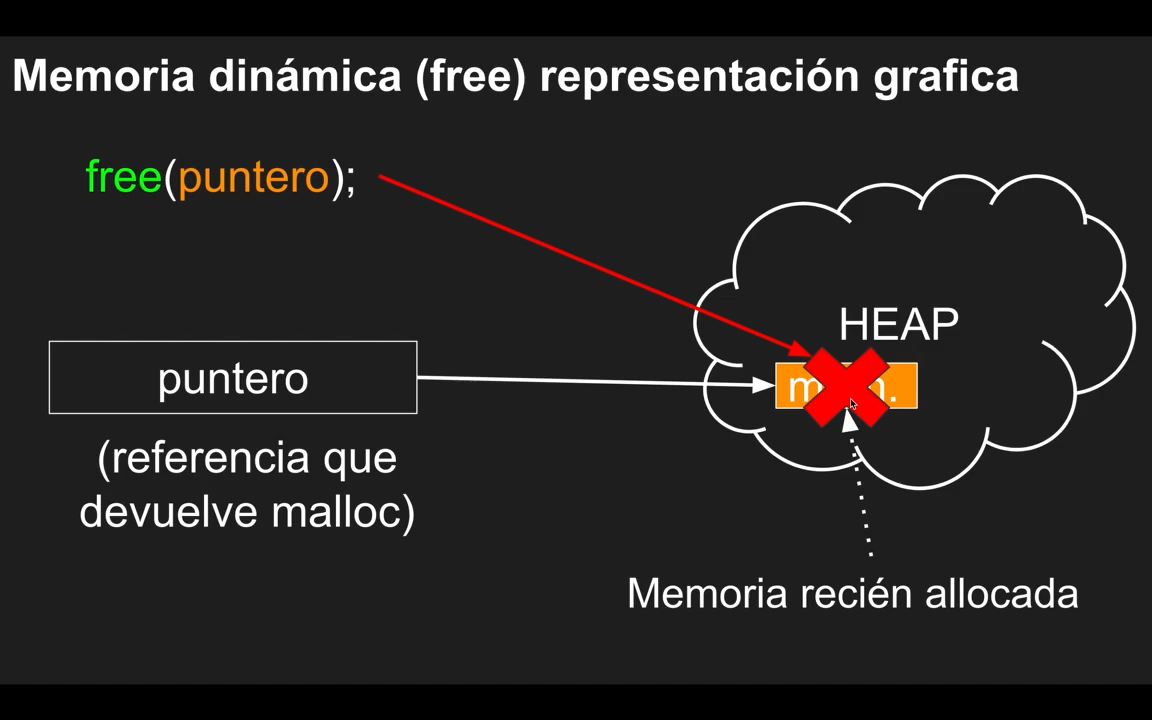 Memoria dinámica (free) representación grafica
free(puntero);
HEAP
puntero
(referencia que
devuelve malloc)
Memoria recién allocada